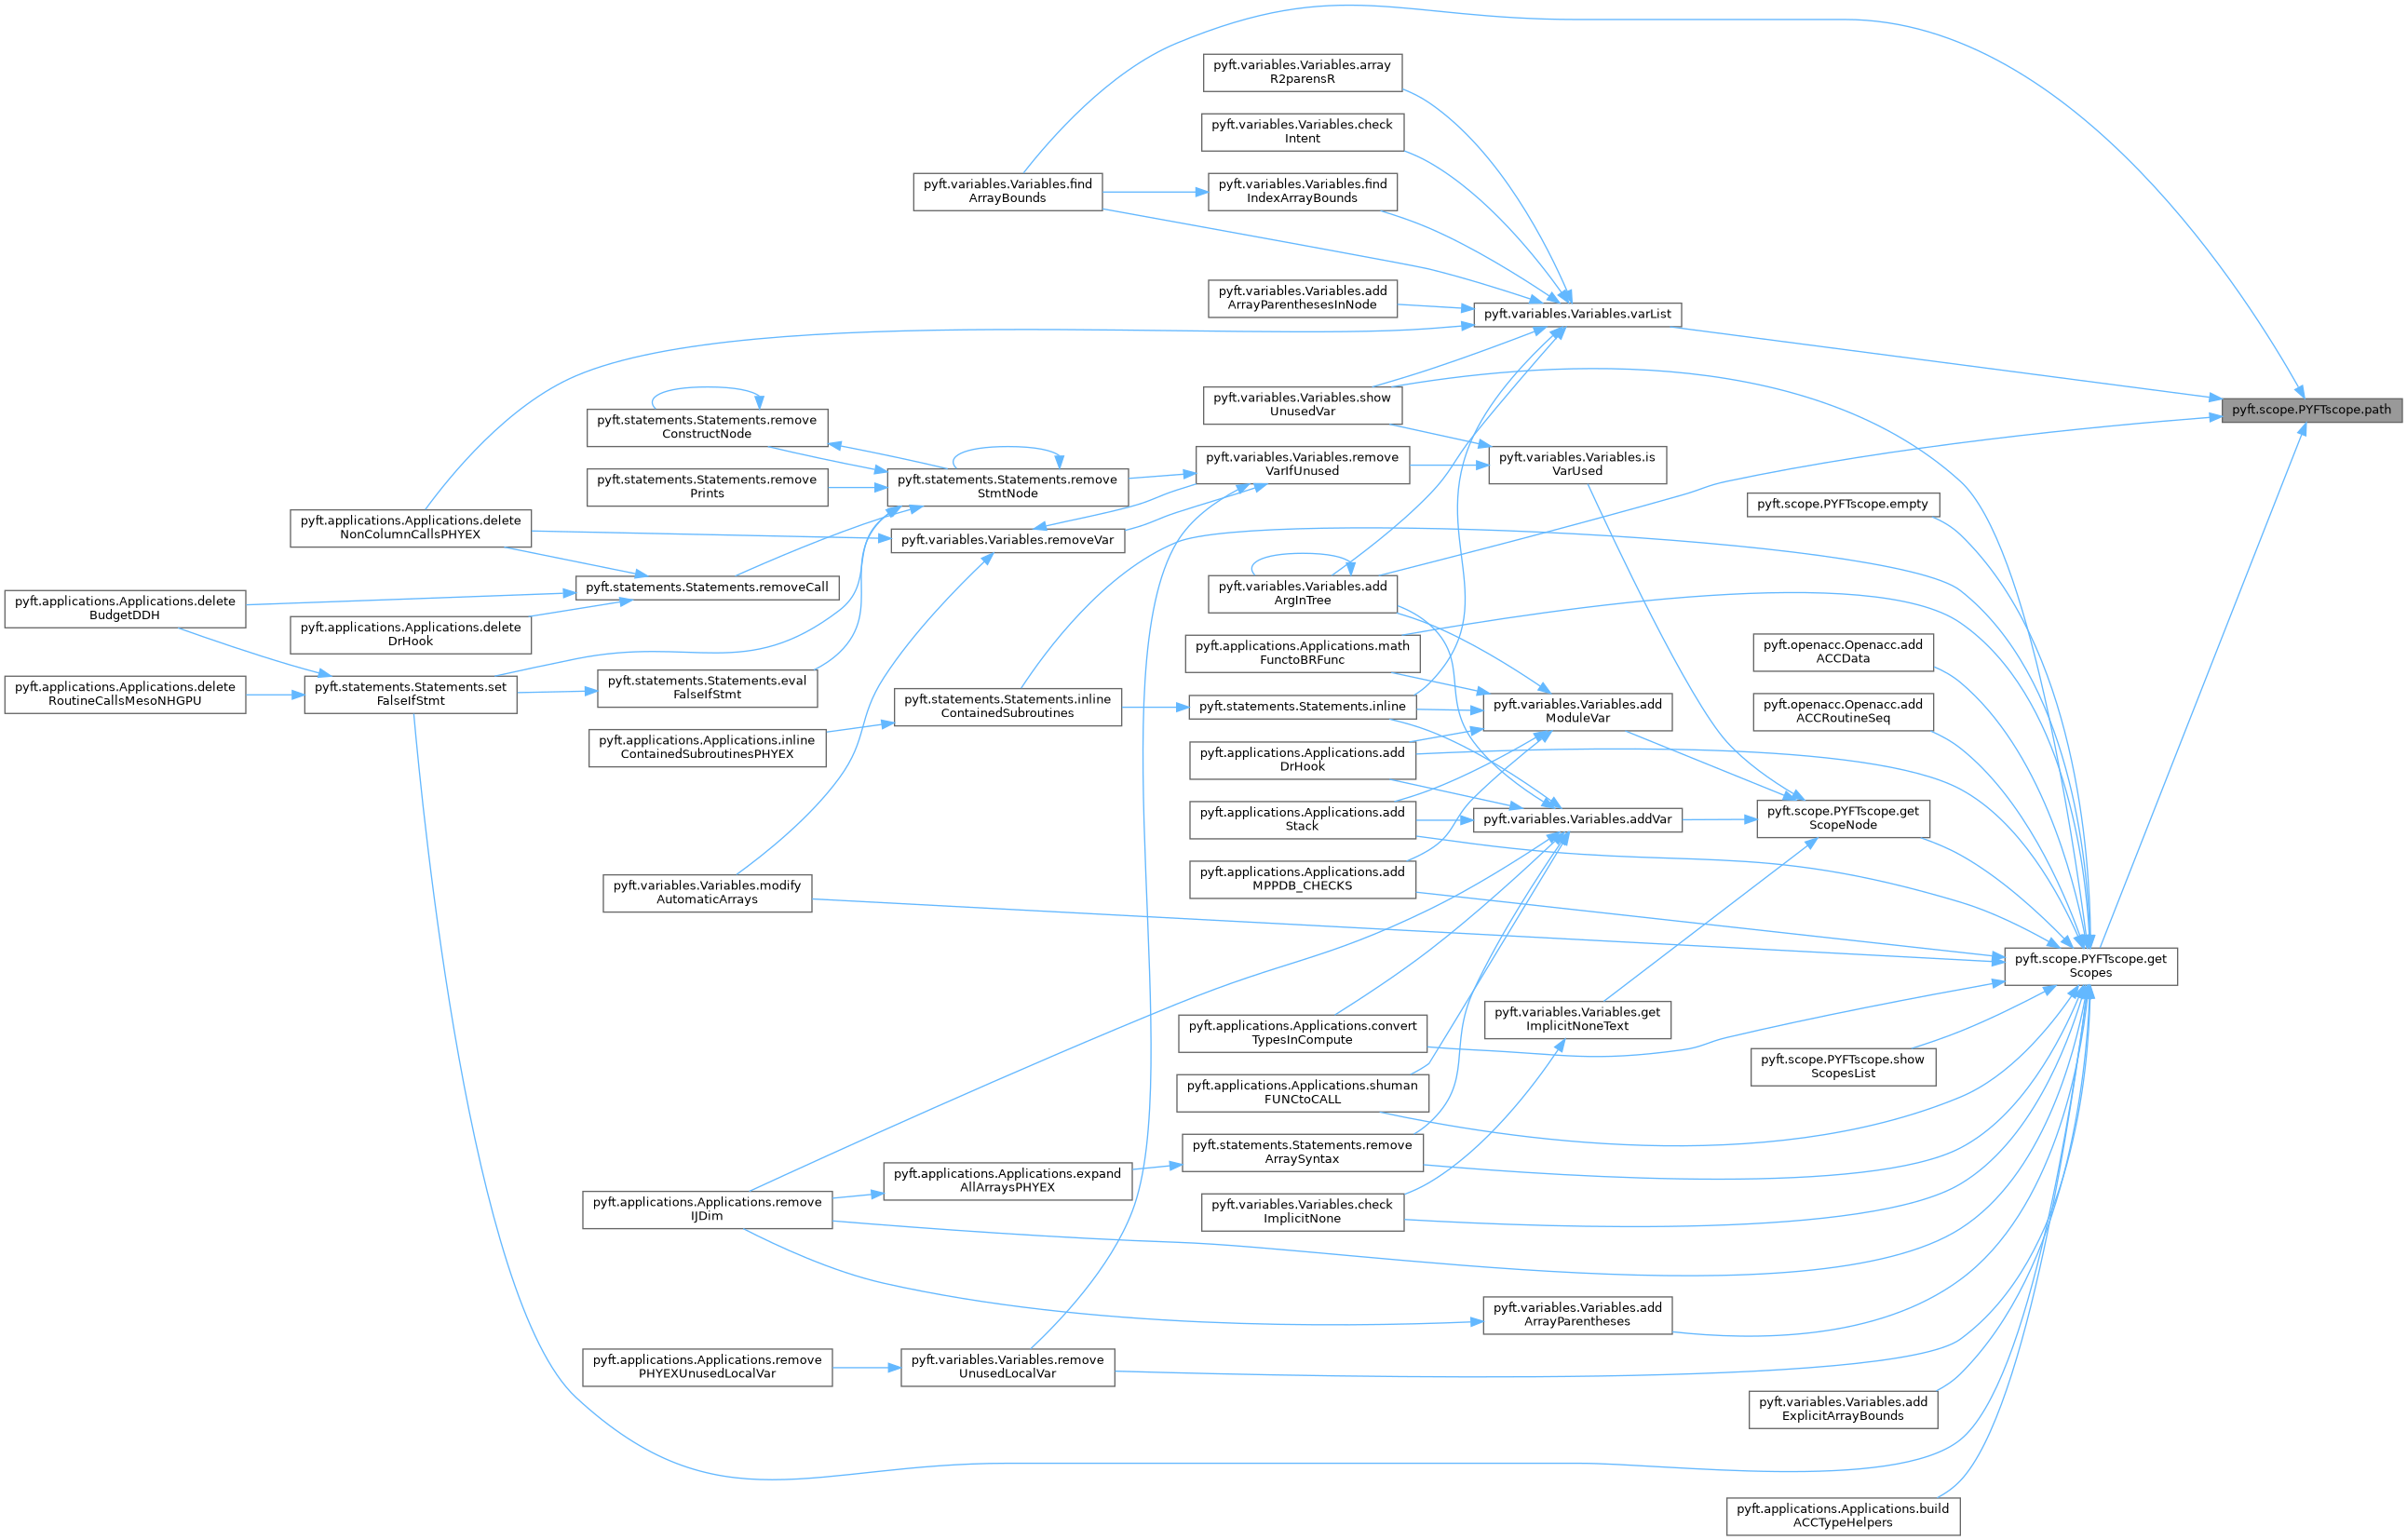 pyft.variables.Variables.array
R2parensR
pyft.variables.Variables.check
Intent
pyft.variables.Variables.find
ArrayBounds
pyft.variables.Variables.find
IndexArrayBounds
pyft.variables.Variables.add
ArrayParenthesesInNode
pyft.variables.Variables.varList
pyft.scope.PYFTscope.path
pyft.variables.Variables.show
UnusedVar
pyft.statements.Statements.remove
ConstructNode
pyft.statements.Statements.remove
Prints
pyft.statements.Statements.remove
StmtNode
pyft.variables.Variables.remove
VarIfUnused
pyft.variables.Variables.is
VarUsed
pyft.scope.PYFTscope.empty
pyft.applications.Applications.delete
NonColumnCallsPHYEX
pyft.variables.Variables.removeVar
pyft.statements.Statements.removeCall
pyft.variables.Variables.add
ArgInTree
pyft.applications.Applications.delete
BudgetDDH
pyft.applications.Applications.delete
DrHook
pyft.applications.Applications.math
FunctoBRFunc
pyft.openacc.Openacc.add
ACCData
pyft.applications.Applications.delete
RoutineCallsMesoNHGPU
pyft.statements.Statements.set
FalseIfStmt
pyft.statements.Statements.eval
FalseIfStmt
pyft.statements.Statements.inline
ContainedSubroutines
pyft.statements.Statements.inline
pyft.variables.Variables.add
ModuleVar
pyft.openacc.Openacc.add
ACCRoutineSeq
pyft.applications.Applications.inline
ContainedSubroutinesPHYEX
pyft.applications.Applications.add
DrHook
pyft.applications.Applications.add
Stack
pyft.variables.Variables.addVar
pyft.scope.PYFTscope.get
ScopeNode
pyft.variables.Variables.modify
AutomaticArrays
pyft.applications.Applications.add
MPPDB_CHECKS
pyft.scope.PYFTscope.get
Scopes
pyft.applications.Applications.convert
TypesInCompute
pyft.variables.Variables.get
ImplicitNoneText
pyft.scope.PYFTscope.show
ScopesList
pyft.applications.Applications.shuman
FUNCtoCALL
pyft.statements.Statements.remove
ArraySyntax
pyft.applications.Applications.expand
AllArraysPHYEX
pyft.applications.Applications.remove
IJDim
pyft.variables.Variables.check
ImplicitNone
pyft.variables.Variables.add
ArrayParentheses
pyft.applications.Applications.remove
PHYEXUnusedLocalVar
pyft.variables.Variables.remove
UnusedLocalVar
pyft.variables.Variables.add
ExplicitArrayBounds
pyft.applications.Applications.build
ACCTypeHelpers